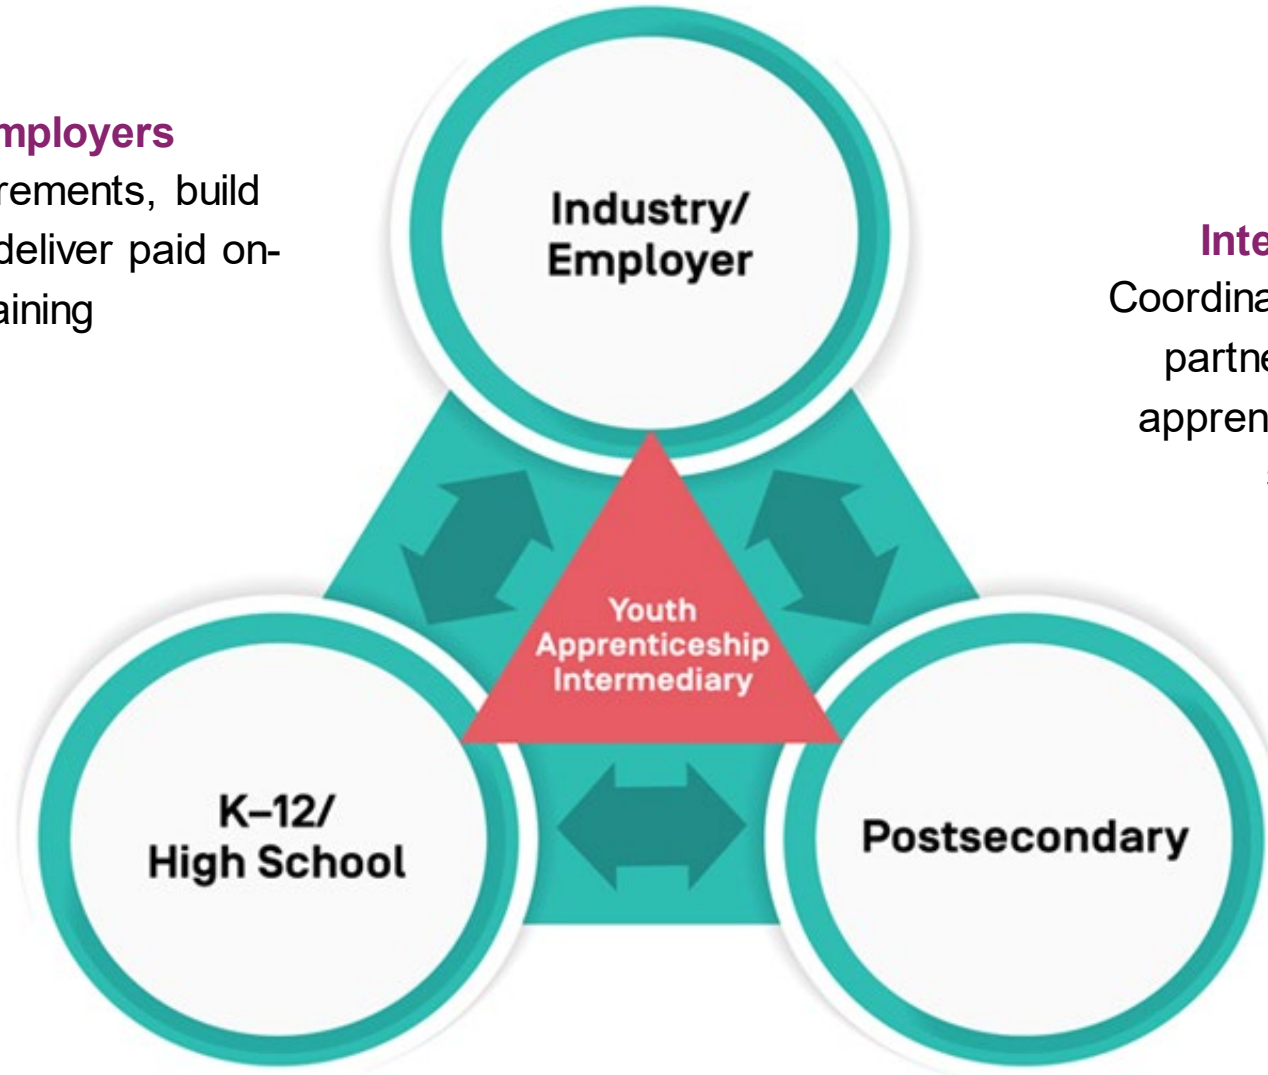 mployers
rements, build
deliver paid on-
aining
Industry/
Employer
Inte
Coordina
partne
appren
Youth
Apprenticeship
Intermediary
K–12/
High School
Postsecondary